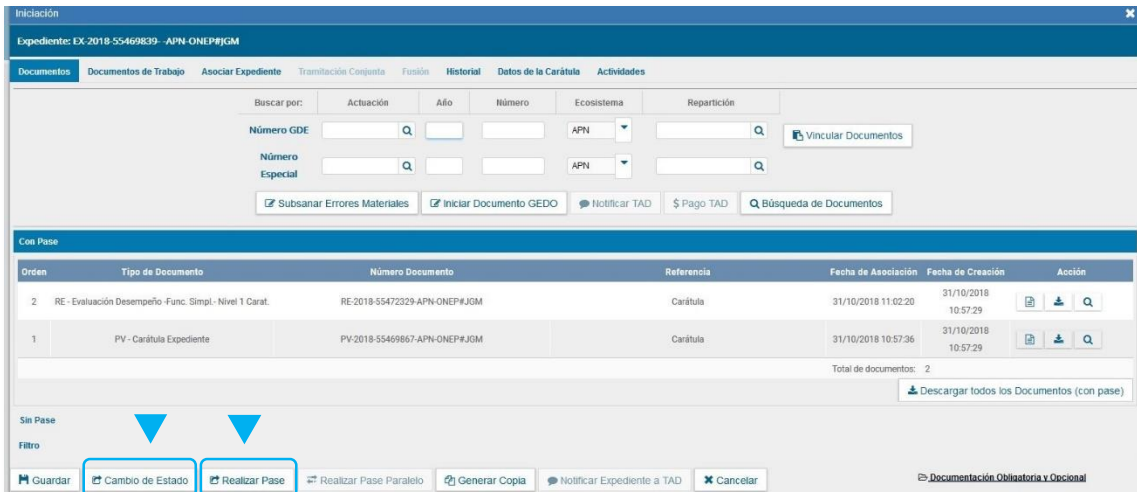 Iniciación
Expediente: EX-2018-55469839- -APN-ONEP#JGM
Documentos Documentos de Trabajo Asociar Expediente Tramitación Conjunta Fusión Historial Datos de la Carátula Actividades
Buscar por: Actuación Año Número Ecosistema Repartición
Número GDE APN Vincular Documentos
Número Especial APN
Subsanar Errores Materiales Iniciar Documento GEDO Notificar TAD $ Pago TAD Búsqueda de Documentos
Con Pase
Orden Tipo de Documento Número Documento Referencia Fecha de Asociación Fecha de Creación Acción
2 RE - Evaluación Desempeño -Func. Simpl.- Nivel 1 Carat. RE-2018-55472329-APN-ONEP#JGM Carátula 31/10/2018 11:02:20 31/10/2018 10:57:29
1 PV - Carátula Expediente PV-2018-55469867-APN-ONEP#JGM Carátula 31/10/2018 10:57:36 31/10/2018 10:57:29
Total de documentos: 2
Descargar todos los Documentos (con pase)
Sin Pase
Filtro
Guardar Cambio de Estado Realizar Pase Realizar Pase Paralelo Generar Copia Notificar Expediente a TAD Cancelar Documentación Obligatoria y Opcional